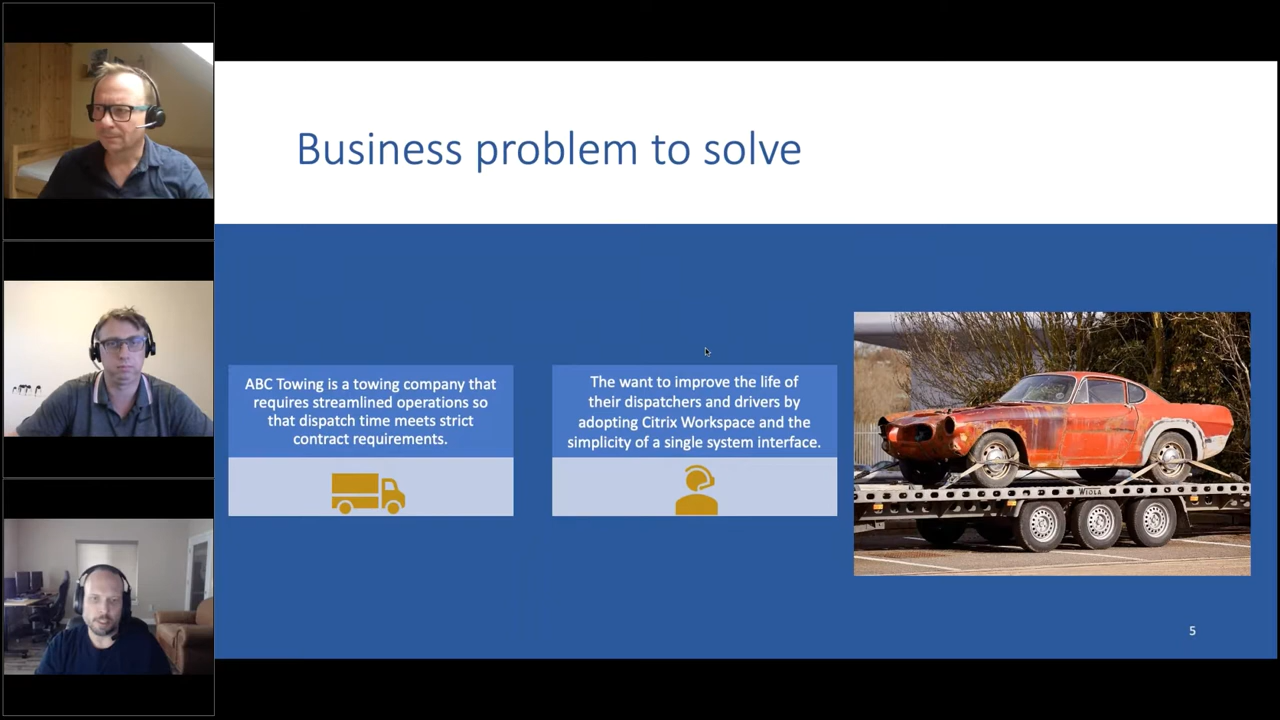 Business problem to solve
ABC Towing is a towing company that
requires streamlined operations so
that dispatch time meets strict
contract requirements.
The want to improve the life of
their dispatchers and drivers by
adopting Citrix Workspace and the
simplicity of a single system interface.
WIOLA
5